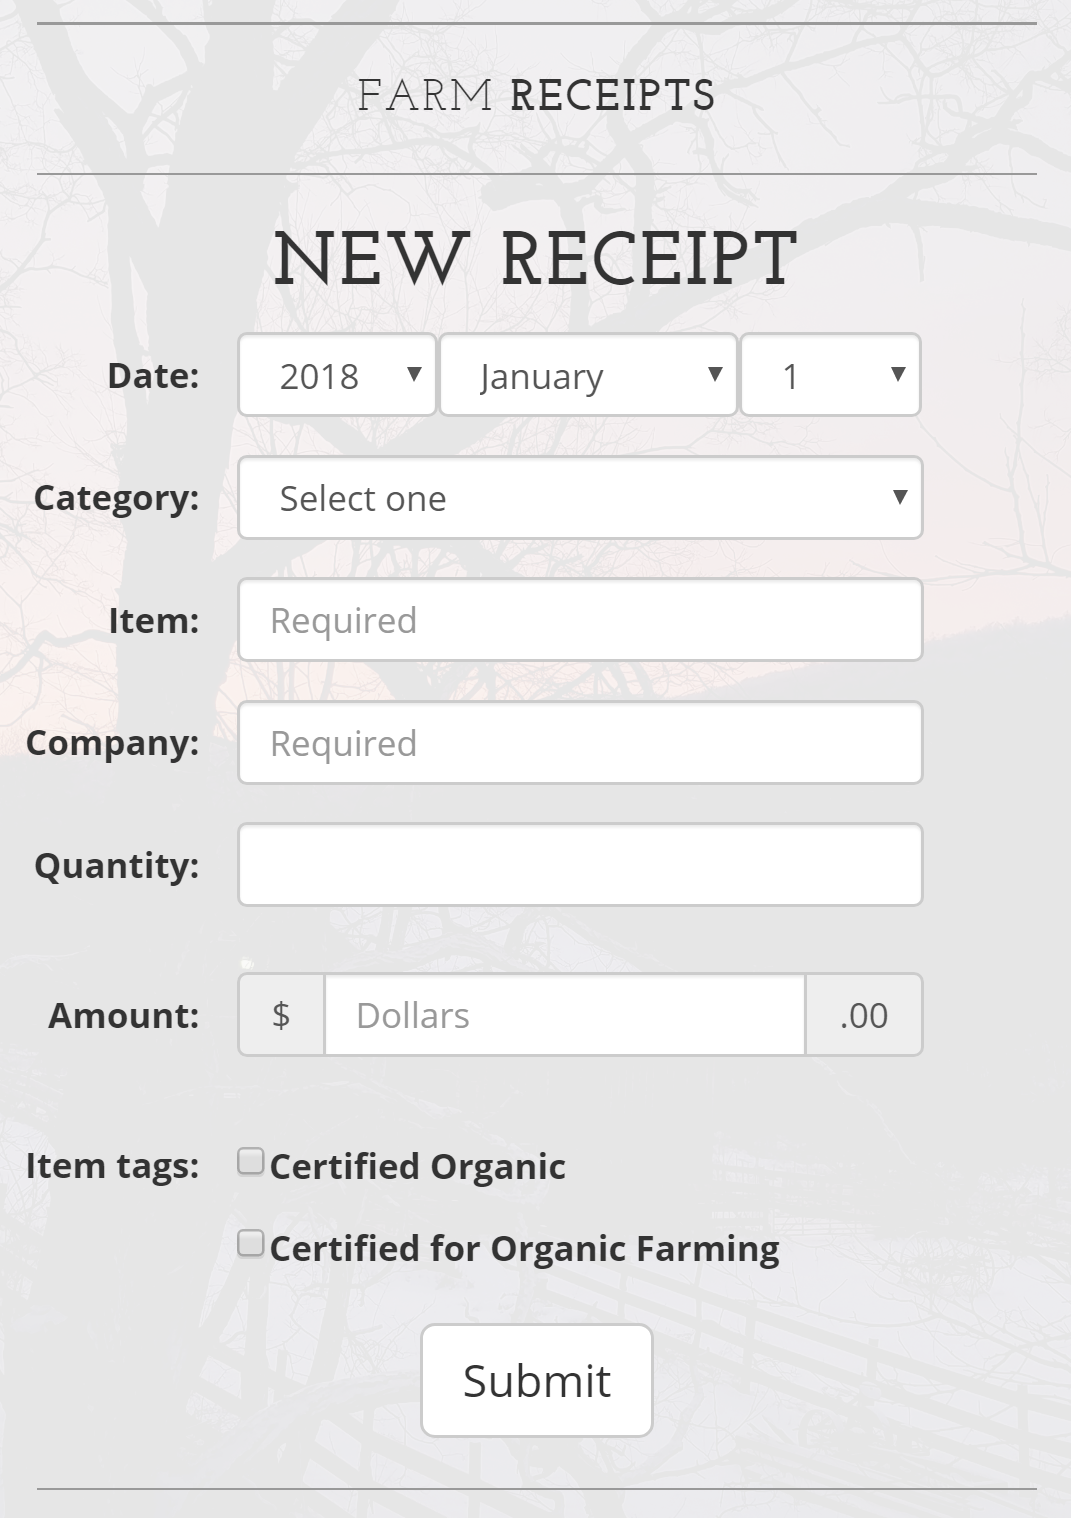 FARM RECEIPTS
NEW RECEIPT
Date: 2018 ▼ January ▼ 1 ▼
Category: Select one ▼
Item: Required
Company: Required
Quantity:
Amount: $ Dollars .00
Item tags: Certified Organic
Certified for Organic Farming
Submit